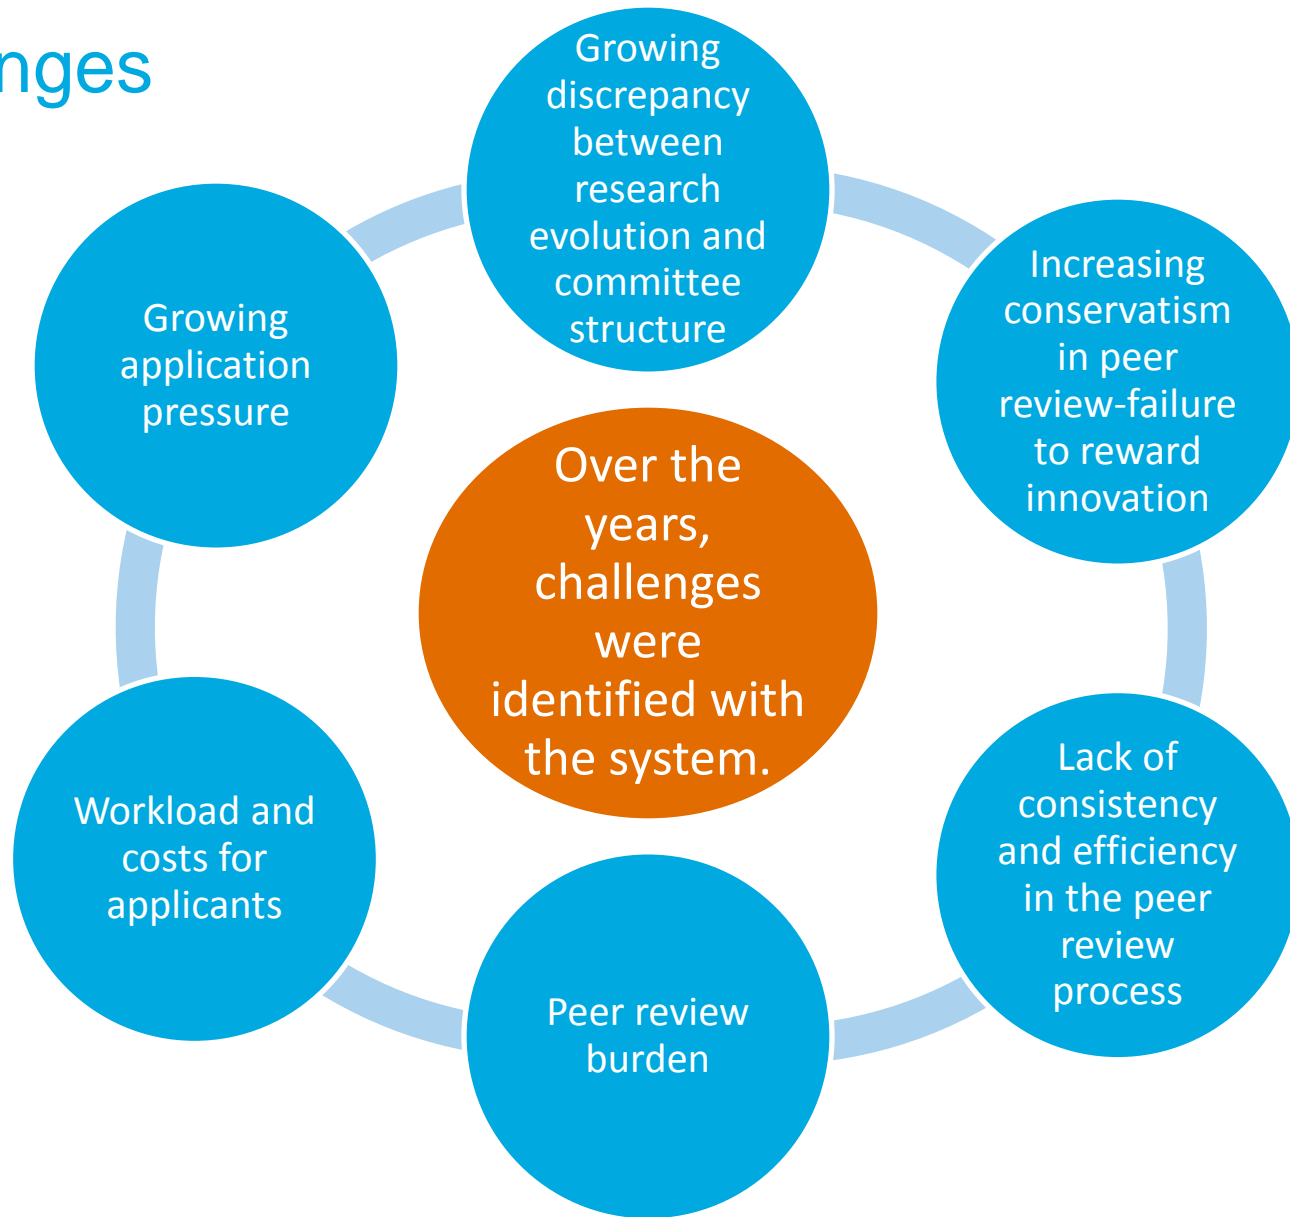 nges
Growing
discrepancy
between
research
evolution and
committee
structure
Increasing
conservatism
in peer
review-failure
to reward
innovation
Lack of
consistency
and efficiency
in the peer
review
process
Peer review
burden
Workload and
costs for
applicants
Growing
application
pressure
Over the
years,
challenges
were
identified with
the system.